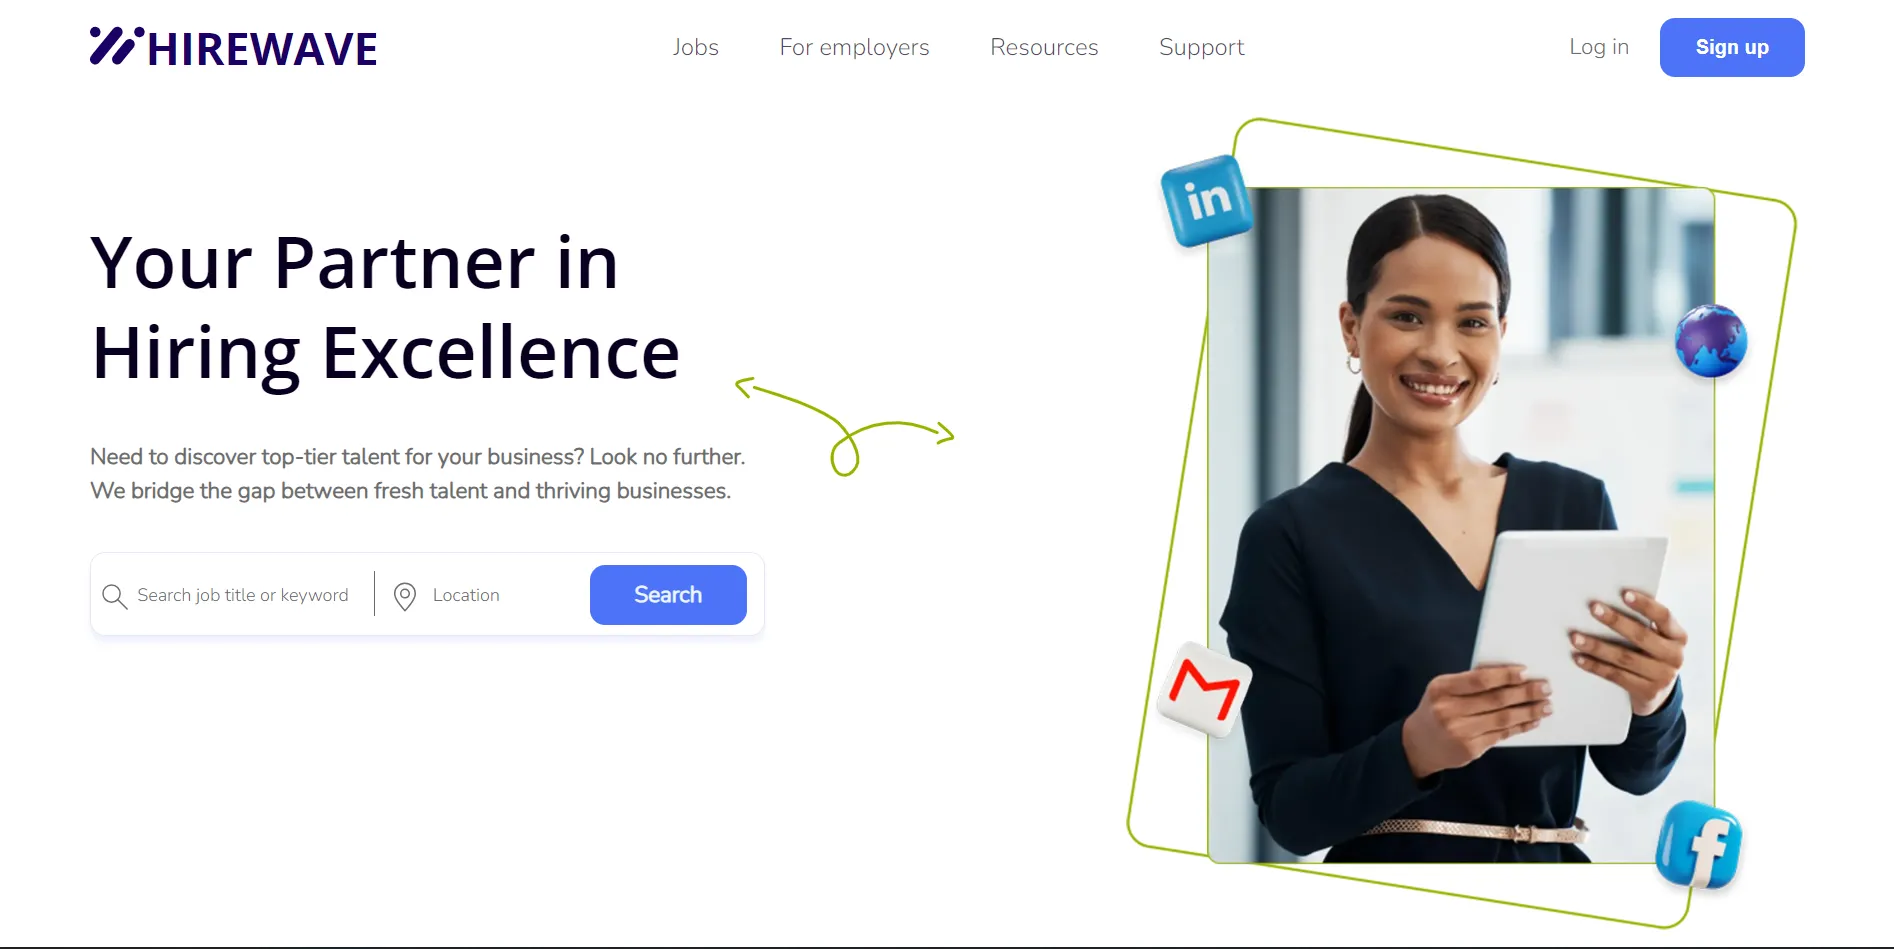 HIREWAVE
Jobs
For employers
Resources
Support
Log in
Sign up
in
Your Partner in
Hiring Excellence
Need to discover top-tier talent for your business? Look no further.
We bridge the gap between fresh talent and thriving businesses.
Search job title or keyword
Location
Search
M
f